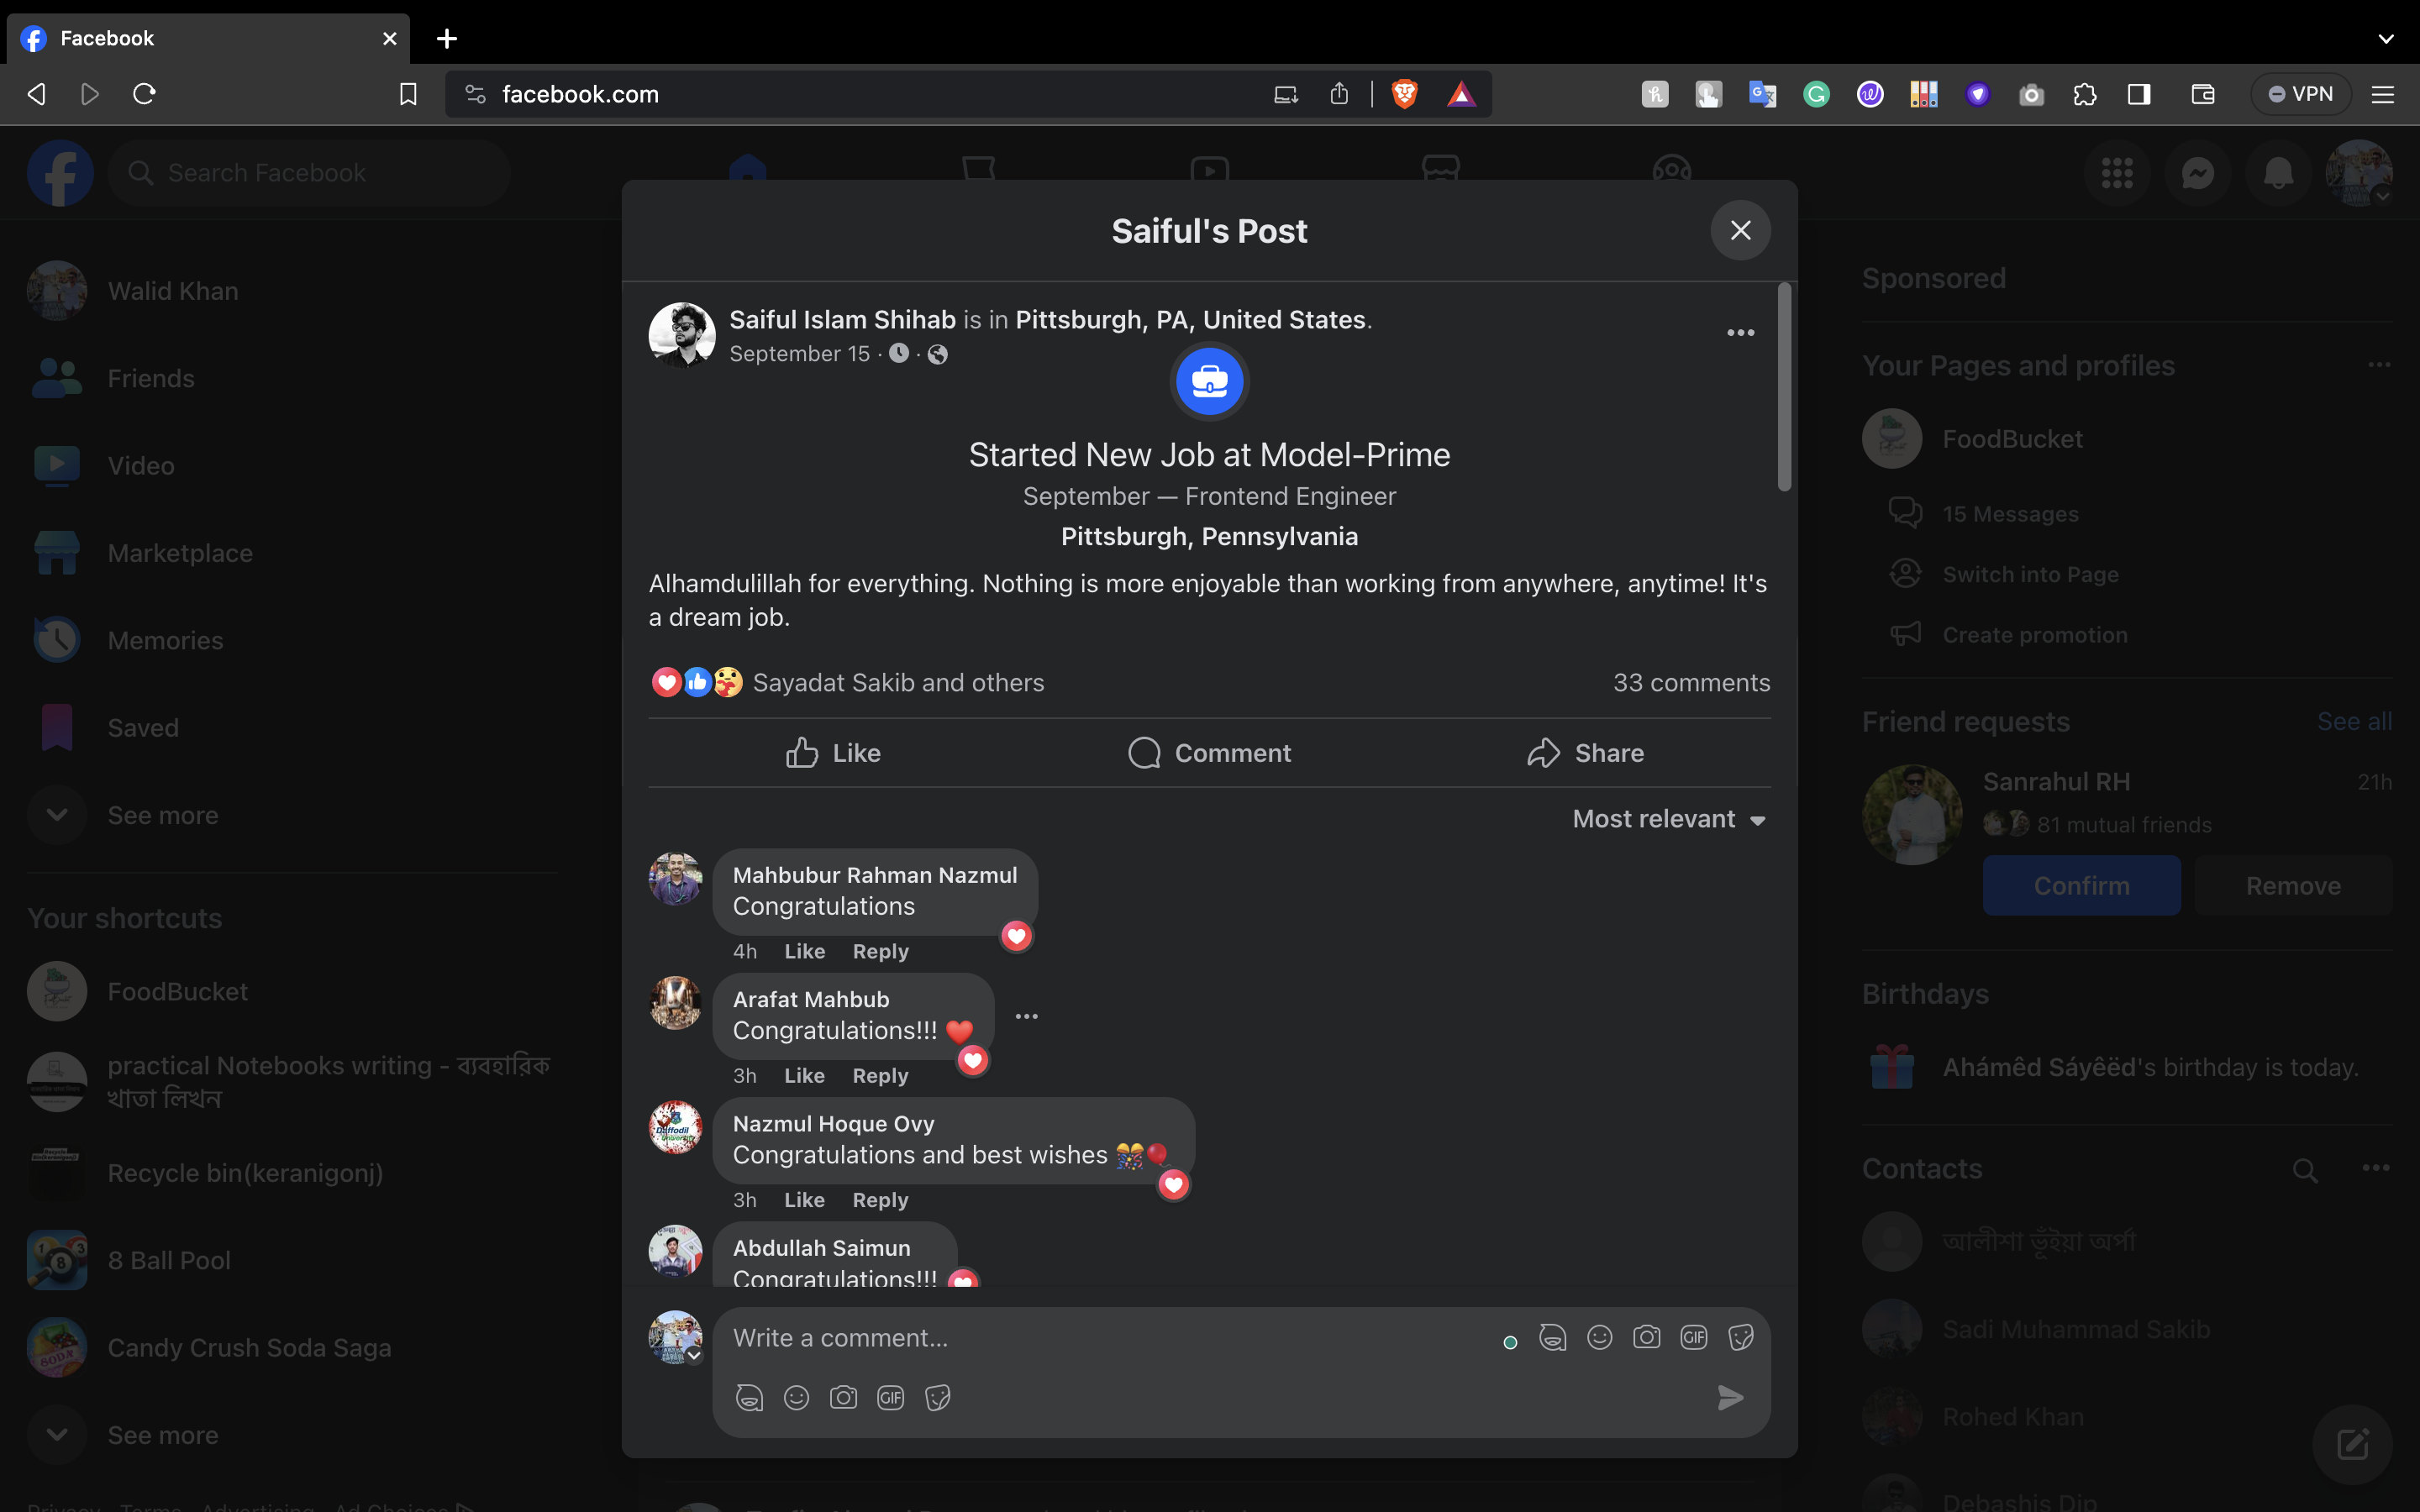 Facebook
facebook.com
VPN
Search Facebook
Walid Khan
Friends
Video
Marketplace
Memories
Saved
See more
Your shortcuts
FoodBucket
practical Notebooks writing - ব্যবহারিক
খাতা লিখন
Recycle bin(keranigonj)
8 Ball Pool
Candy Crush Soda Saga
See more
Privacy · Terms · Advertising · Ad Choices
Saiful's Post
Saiful Islam Shihab is in Pittsburgh, PA, United States.
September 15 ·
Started New Job at Model-Prime
September — Frontend Engineer
Pittsburgh, Pennsylvania
Alhamdulillah for everything. Nothing is more enjoyable than working from anywhere, anytime! It's
a dream job.
Sayadat Sakib and others
33 comments
Like
Comment
Share
Most relevant
Mahbubur Rahman Nazmul
Congratulations
4h Like Reply
Arafat Mahbub
Congratulations!!! ❤️
3h Like Reply
Nazmul Hoque Ovy
Congratulations and best wishes 🎊🎈
3h Like Reply
Abdullah Saimun
Congratulations!!!
Write a comment...
GIF
GIF
Sponsored
Your Pages and profiles
FoodBucket
15 Messages
Switch into Page
Create promotion
Friend requests
See all
Sanrahul RH
21h
81 mutual friends
Confirm
Remove
Birthdays
Ahámêd Sáyêëd's birthday is today.
Contacts
আলীশা ভূঁইয়া অর্পা
Sadi Muhammad Sakib
Rohed Khan
Debashis Dip